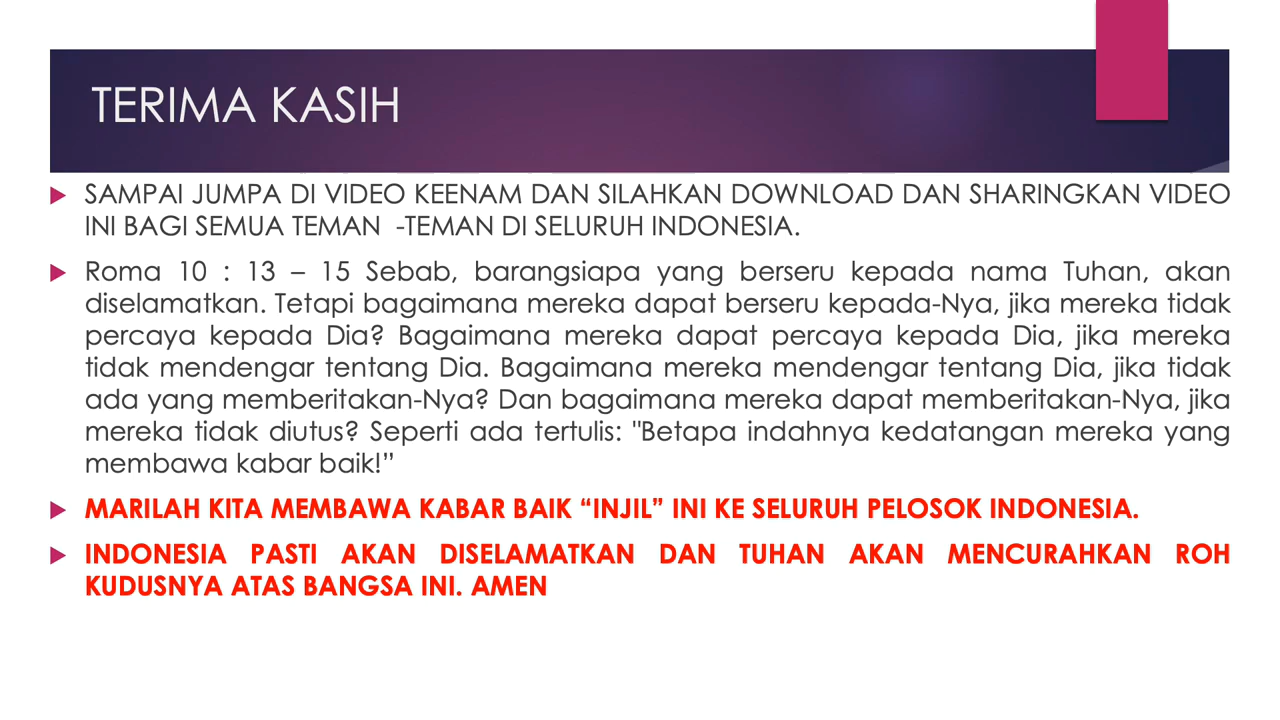 TERIMA KASIH
SAMPAI JUMPA DI VIDEO KEENAM DAN SILAHKAN DOWNLOAD DAN SHARINGKAN VIDEO
INI BAGI SEMUA TEMAN  -TEMAN DI SELURUH INDONESIA.
Roma 10 : 13 – 15 Sebab, barangsiapa yang berseru kepada nama Tuhan, akan
diselamatkan. Tetapi bagaimana mereka dapat berseru kepada-Nya, jika mereka tidak
percaya kepada Dia? Bagaimana mereka dapat percaya kepada Dia, jika mereka
tidak mendengar tentang Dia. Bagaimana mereka mendengar tentang Dia, jika tidak
ada yang memberitakan-Nya? Dan bagaimana mereka dapat memberitakan-Nya, jika
mereka tidak diutus? Seperti ada tertulis: "Betapa indahnya kedatangan mereka yang
membawa kabar baik!”
MARILAH KITA MEMBAWA KABAR BAIK “INJIL” INI KE SELURUH PELOSOK INDONESIA.
INDONESIA PASTI AKAN DISELAMATKAN DAN TUHAN AKAN MENCURAHKAN ROH
KUDUSNYA ATAS BANGSA INI. AMEN